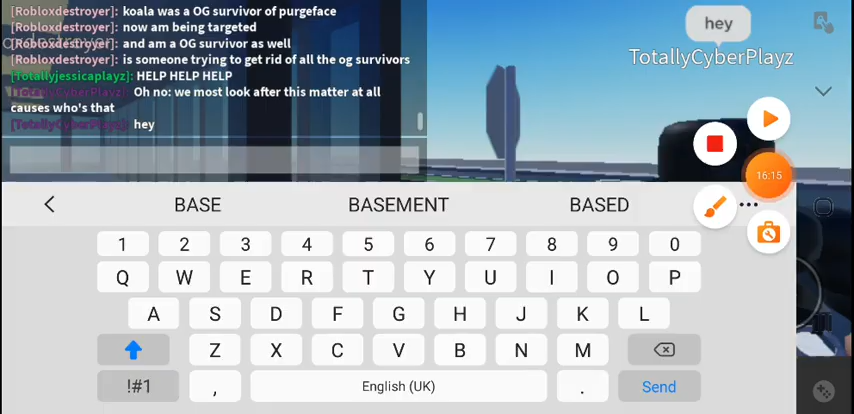 [Robloxdestroyer]: koala was a OG survivor of purgeface
[Robloxdestroyer]: now am being targeted
[Robloxdestroyer]: and am a OG survivor as well
[Robloxdestroyer]: is someone trying to get rid of all the og survivors
[Totallyjessicaplayz]: HELP HELP HELP
[TotallyCyberPlayz]: Oh no: we most look after this matter at all
causes who's that
[TotallyCyberPlayz]: hey
hey
TotallyCyberPlayz
16:15
BASE BASEMENT BASED
1 2 3 4 5 6 7 8 9 0
Q W E R T Y U I O P
A S D F G H J K L
Z X C V B N M
!#1 , English (UK) . Send